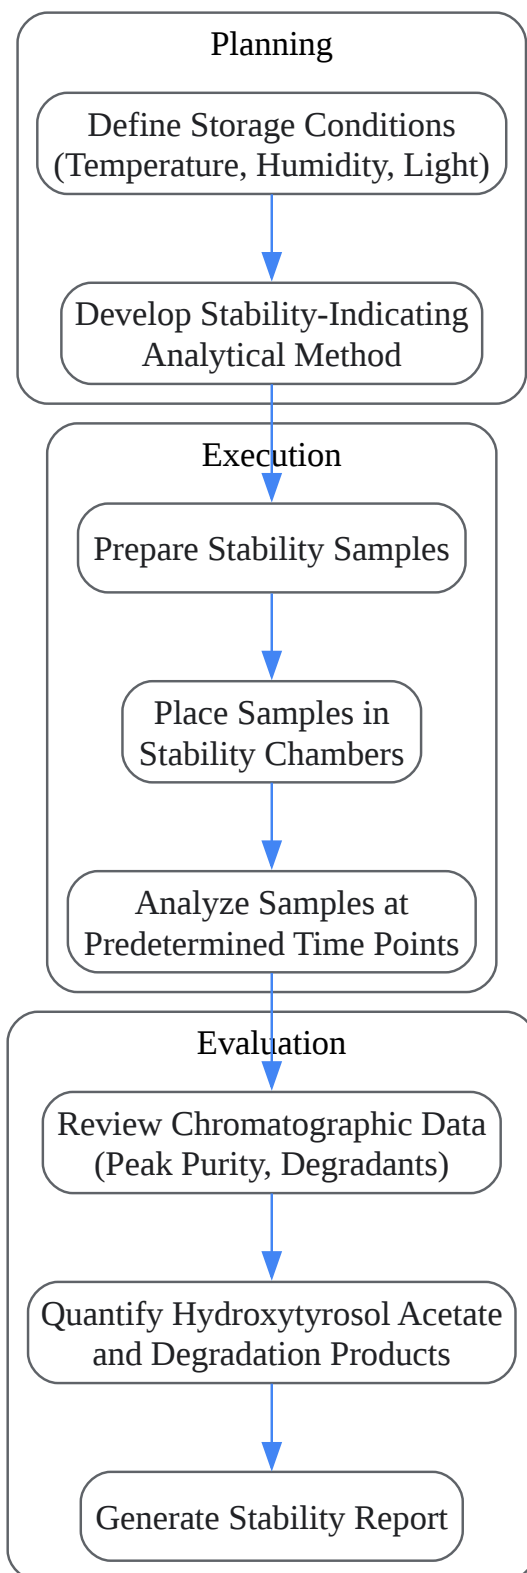 Planning
Define Storage Conditions
(Temperature, Humidity, Light)
Develop Stability-Indicating
Analytical Method
Execution
Prepare Stability Samples
Place Samples in
Stability Chambers
Analyze Samples at
Predetermined Time Points
Evaluation
Review Chromatographic Data
(Peak Purity, Degradants)
Quantify Hydroxytyrosol Acetate
and Degradation Products
Generate Stability Report